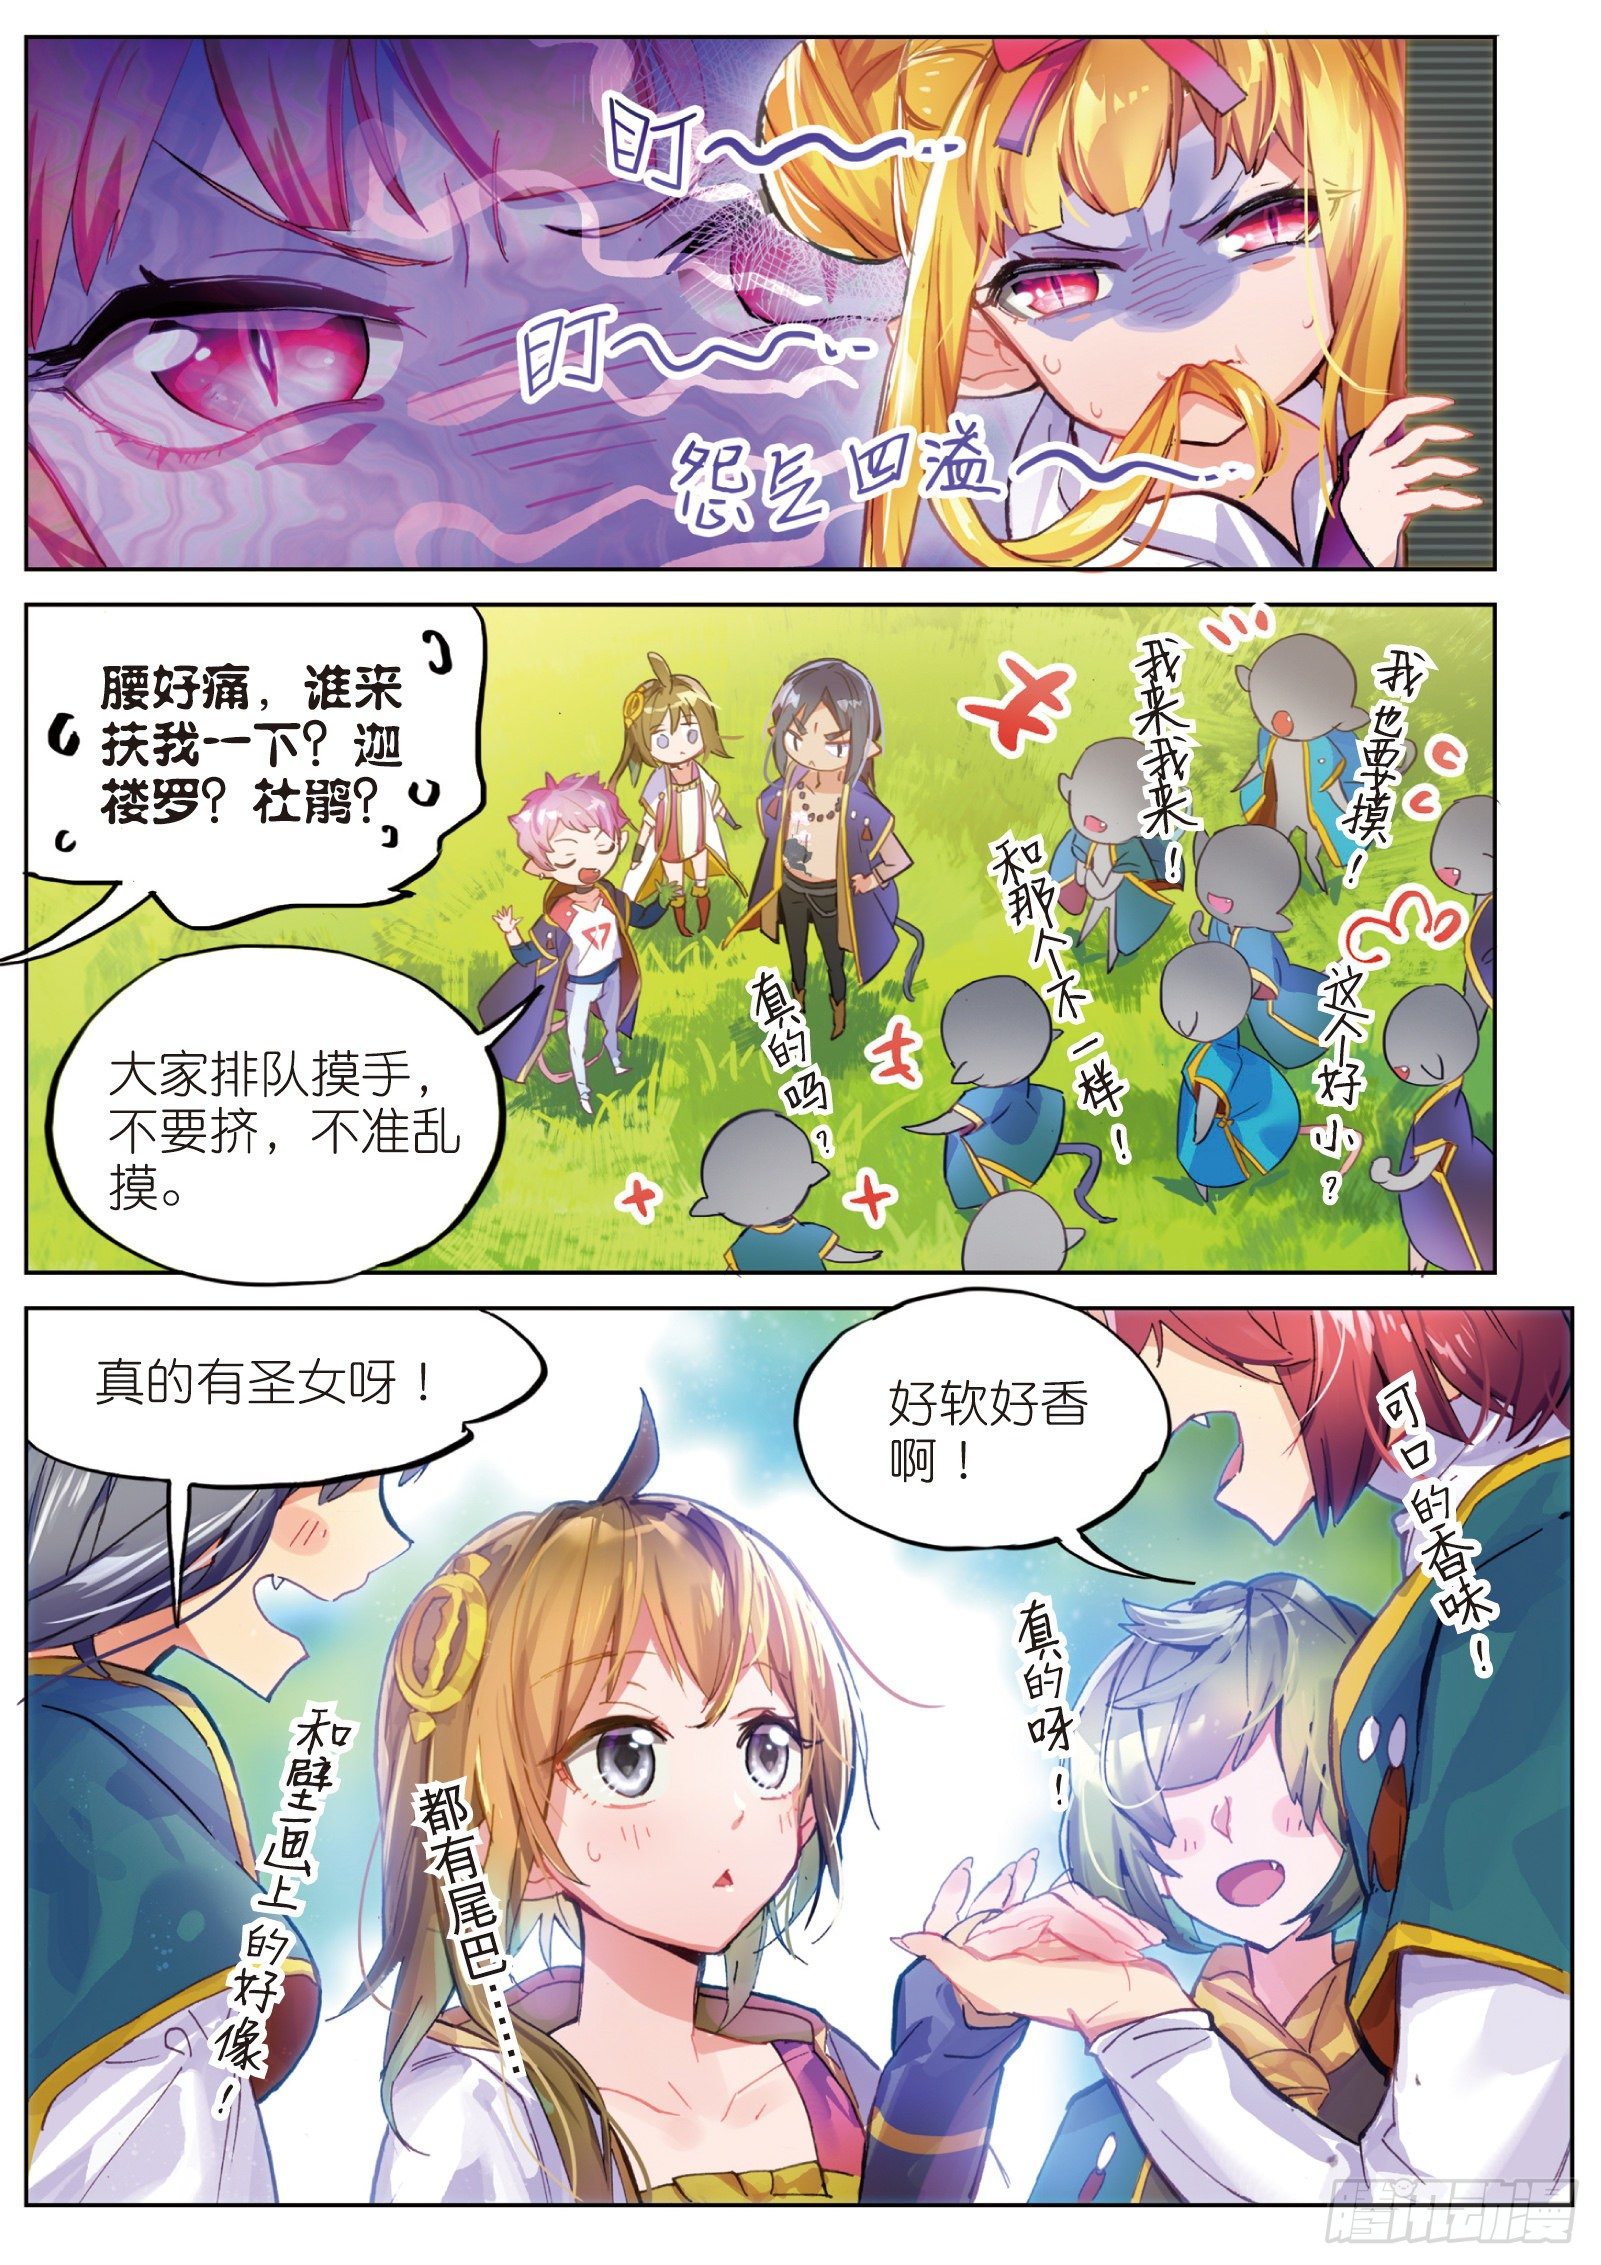 盯～～～
盯～～～
怨气四溢～～～
腰好痛，谁来
扶我一下？迦
楼罗？杜鹃？
大家排队摸手，
不要挤，不准乱
摸。
我来我来！
我也要摸！
和那个不一样！
真的吗？
这个好小？
真的有圣女呀！
好软好香
啊！
可口的香味！
真的呀！
和壁画上的好像！
都有尾巴……
腾讯动漫